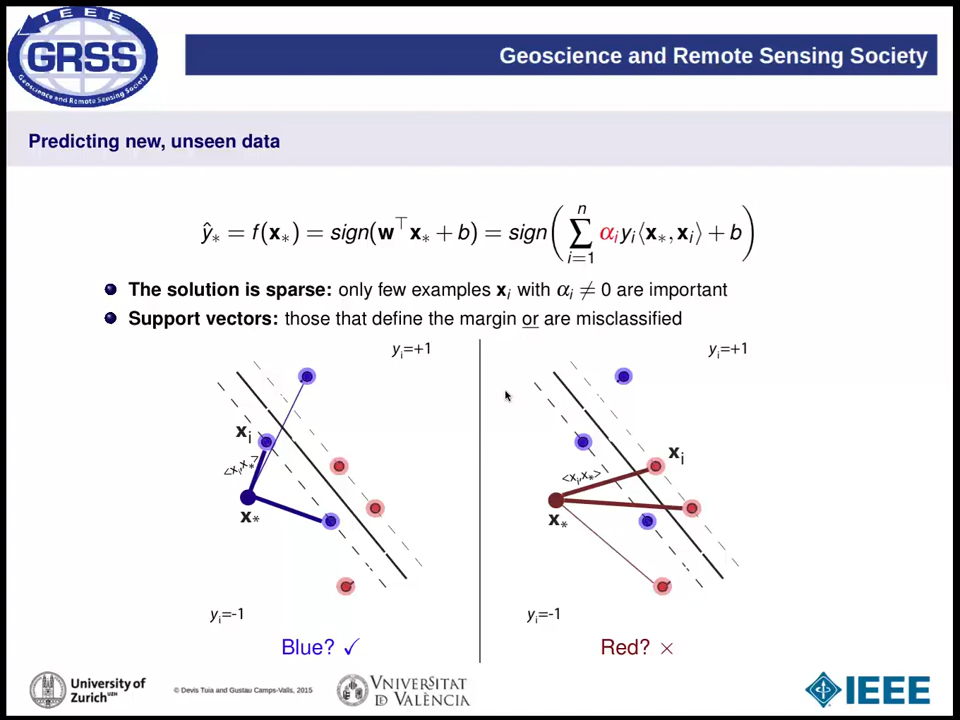 IEEE
GRSS
Geoscience and Remote Sensing Society
Geoscience and Remote Sensing Society
Predicting new, unseen data
ŷ∗ = f(x∗) = sign(w⊤x∗ + b) = sign(∑ⁿᵢ₌₁ αᵢyᵢ⟨x∗, xᵢ⟩ + b)
The solution is sparse: only few examples xᵢ with αᵢ ≠ 0 are important
Support vectors: those that define the margin or are misclassified
yᵢ=+1
yᵢ=+1
xᵢ
<xᵢ,x∗>
x∗
xᵢ
<xᵢ,x∗>
x∗
yᵢ=-1
yᵢ=-1
Blue? ✓
Red? ×
University of
Zurich UZH
© Devis Tuia and Gustau Camps-Valls, 2015
VNIVERSITAT
DE VALÈNCIA
IEEE